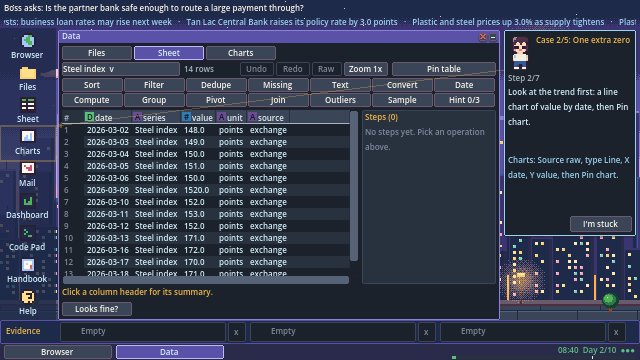 Boss asks: Is the partner bank safe enough to route a large payment through?
rsts: business loan rates may rise next week · Tan Lac Central Bank raises its policy rate by 3.0 points · Plastic and steel prices up 3.0% as supply tightens · Plast
Browser
Files
Sheet
Charts
Mail
Dashboard
Code Pad
Handbook
Help
Data
Files
Sheet
Charts
Steel index v
14 rows
Undo
Redo
Raw
Zoom 1x
Pin table
Sort
Filter
Dedupe
Missing
Text
Convert
Date
Compute
Group
Pivot
Join
Outliers
Sample
Hint 0/3
# D date A series # value A unit A source
1 2026-03-02 Steel index 148.0 points exchange
2 2026-03-03 Steel index 149.0 points exchange
3 2026-03-04 Steel index 150.0 points exchange
4 2026-03-05 Steel index 151.0 points exchange
5 2026-03-06 Steel index 150.0 points exchange
6 2026-03-09 Steel index 1520.0 points exchange
7 2026-03-10 Steel index 152.0 points exchange
8 2026-03-11 Steel index 153.0 points exchange
9 2026-03-12 Steel index 152.0 points exchange
10 2026-03-13 Steel index 171.0 points exchange
11 2026-03-16 Steel index 172.0 points exchange
12 2026-03-17 Steel index 170.0 points exchange
13 2026-03-18 Steel index 171.0 points exchange
Steps (0)
No steps yet. Pick an operation
above.
Click a column header for its summary.
Looks fine?
Case 2/5: One extra zero
Step 2/7
Look at the trend first: a line
chart of value by date, then Pin
chart.
Charts: Source raw, type Line, X
date, Y value, then Pin chart.
I'm stuck
Evidence
Empty
x
Empty
x
Empty
x
Browser
Data
08:40 Day 2/10